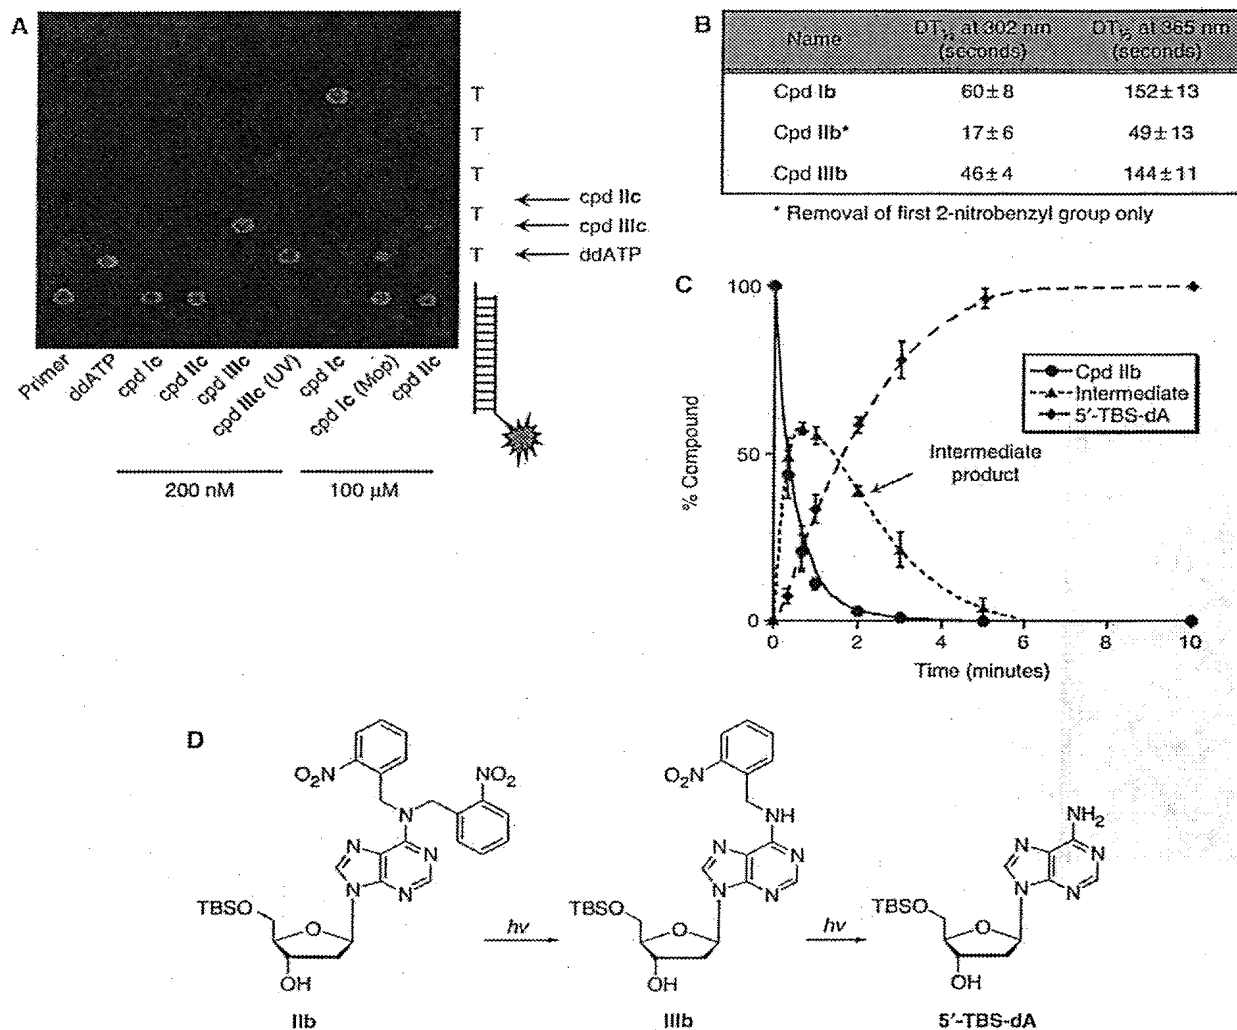 A
T
T
T
T
T
cpd IIc
cpd IIIc
ddATP
Primer
ddATP
cpd Ic
cpd IIc
cpd IIIc
cpd IIIc (UV)
cpd Ic
cpd Ic (Mop)
cpd IIc
200 nM
100 µM
B
Name DT½ at 302 nm (seconds) DT½ at 365 nm (seconds)
Cpd Ib 60±8 152±13
Cpd IIb* 17±6 49±13
Cpd IIIb 46±4 144±11
* Removal of first 2-nitrobenzyl group only
C
100
50
0
% Compound
Cpd IIb
Intermediate
5'-TBS-dA
Intermediate
product
0 2 4 6 8 10
Time (minutes)
D
O2N
NO2
N
N
N
N
N
TBSO
O
OH
IIb
hν
O2N
NH
N
N
N
N
TBSO
O
OH
IIIb
hν
NH2
N
N
N
N
TBSO
O
OH
5'-TBS-dA